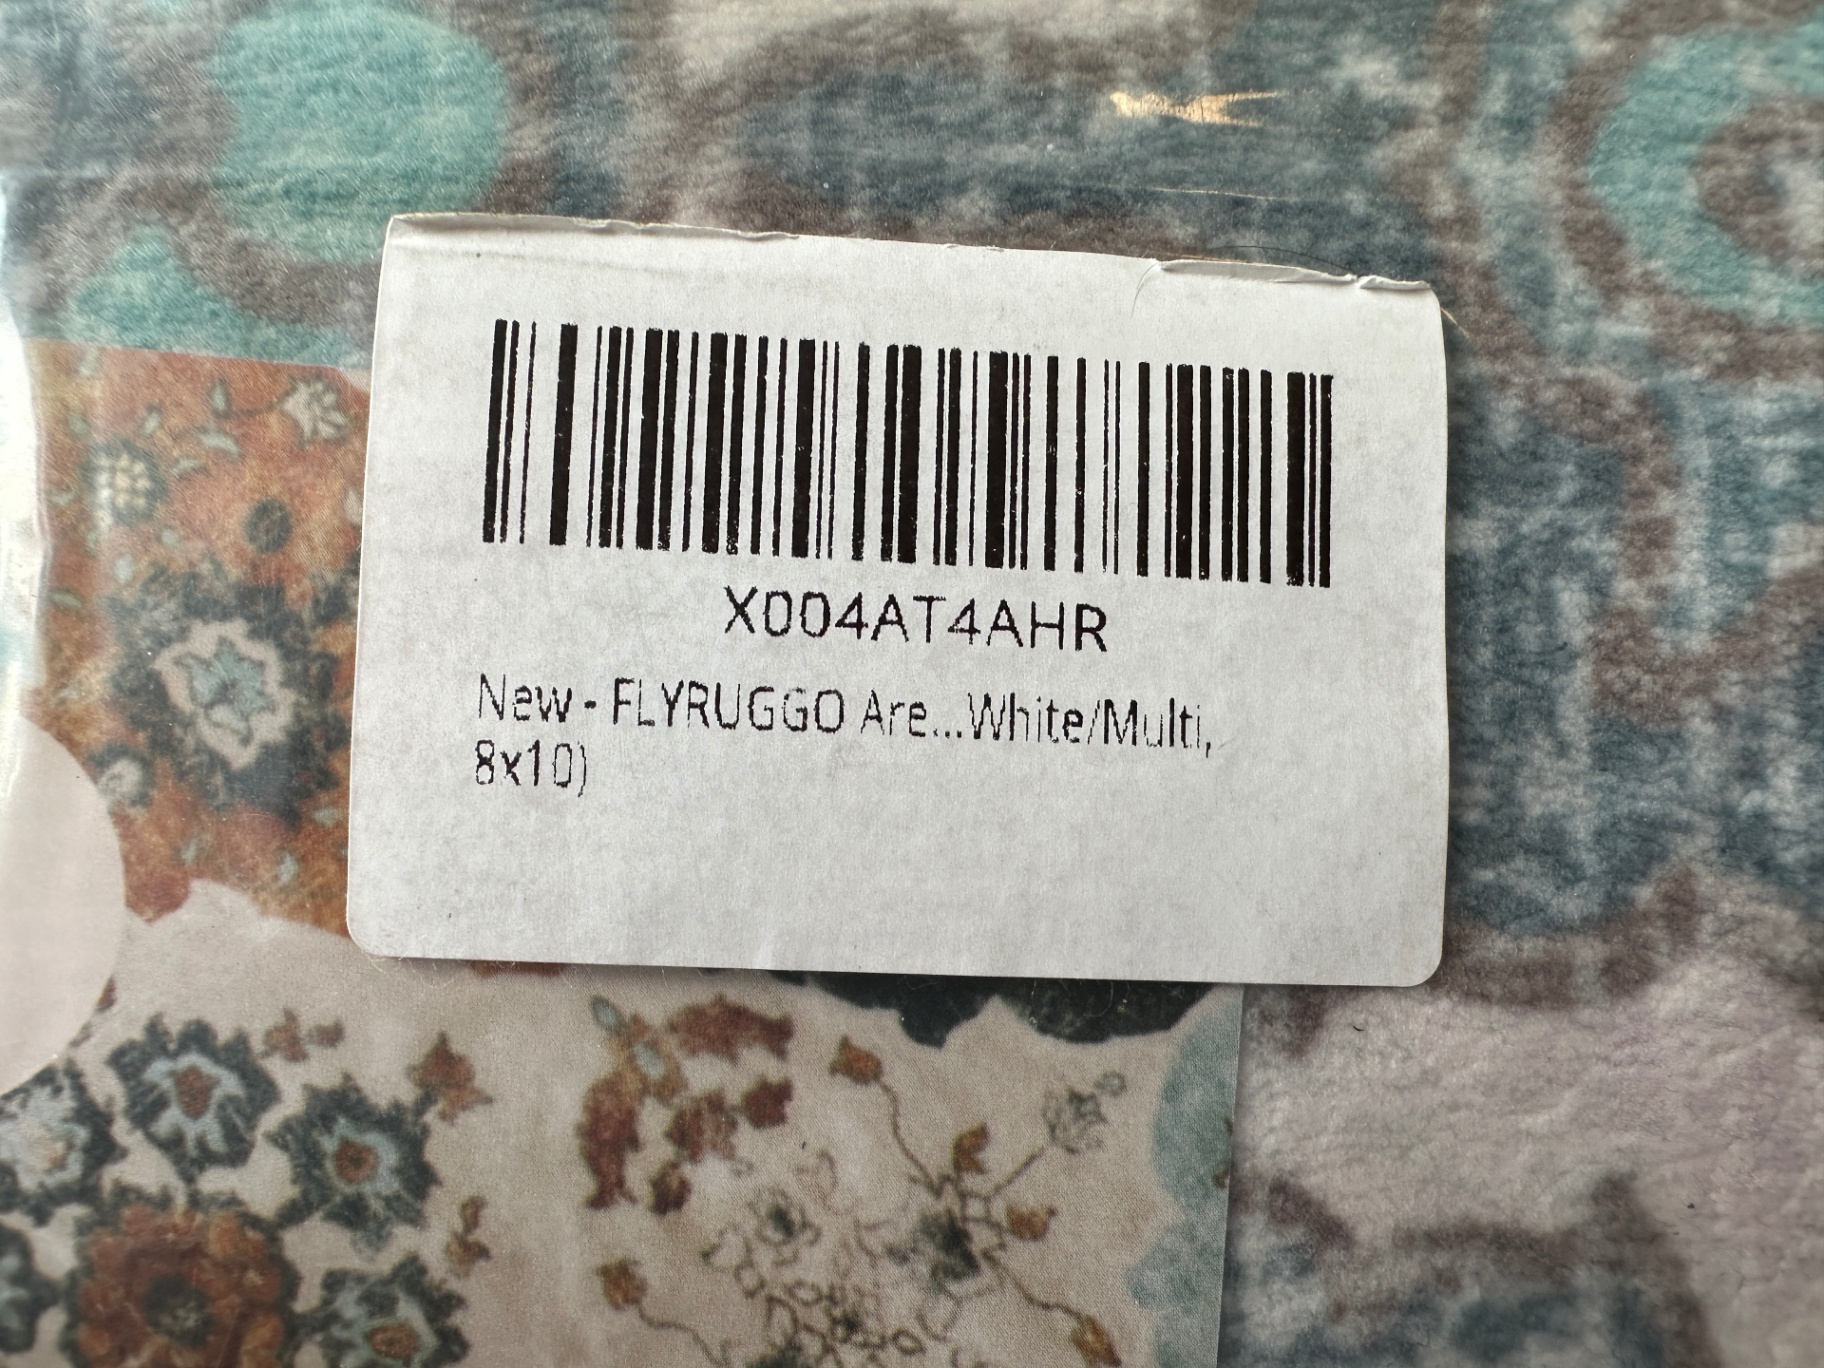 X004AT4AHR
New - FLYRUGGO Are...White/Multi,
8x10)